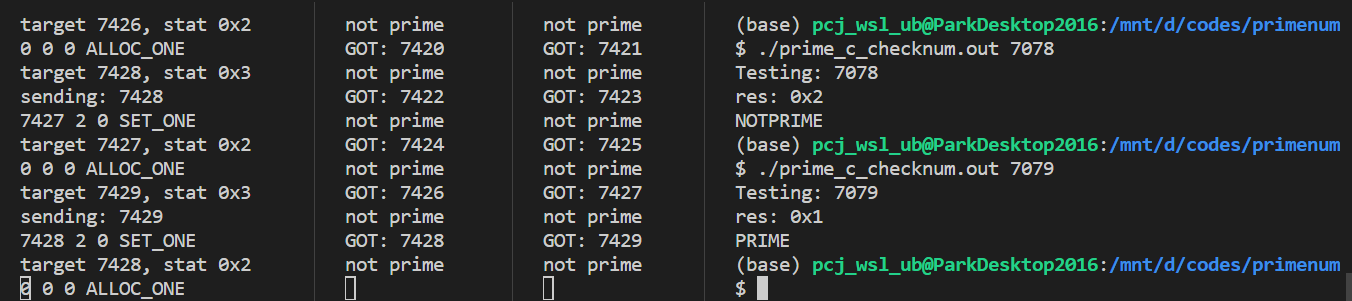 target 7426, stat 0x2
0 0 0 ALLOC_ONE
target 7428, stat 0x3
sending: 7428
7427 2 0 SET_ONE
target 7427, stat 0x2
0 0 0 ALLOC_ONE
target 7429, stat 0x3
sending: 7429
7428 2 0 SET_ONE
target 7428, stat 0x2
0 0 0 ALLOC_ONE
not prime
GOT: 7420
not prime
GOT: 7422
not prime
GOT: 7424
not prime
GOT: 7426
not prime
GOT: 7428
not prime
not prime
GOT: 7421
not prime
GOT: 7423
not prime
GOT: 7425
not prime
GOT: 7427
not prime
GOT: 7429
not prime
(base) pcj_wsl_ub@ParkDesktop2016:/mnt/d/codes/primenum
$ ./prime_c_checknum.out 7078
Testing: 7078
res: 0x2
NOTPRIME
(base) pcj_wsl_ub@ParkDesktop2016:/mnt/d/codes/primenum
$ ./prime_c_checknum.out 7079
Testing: 7079
res: 0x1
PRIME
(base) pcj_wsl_ub@ParkDesktop2016:/mnt/d/codes/primenum
$